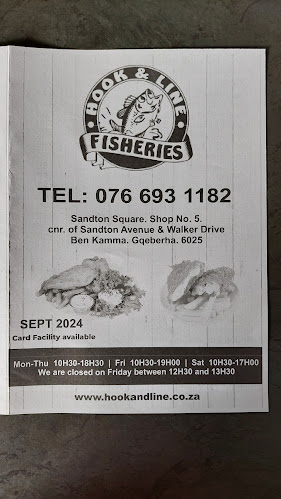 HOOK & LINE
FISHERIES
TEL: 076 693 1182
Sandton Square. Shop No. 5.
cnr. of Sandton Avenue & Walker Drive
Ben Kamma. Gqeberha. 6025
SEPT 2024
Card Facility available
Mon-Thu 10H30-18H30 | Fri 10H30-19H00 | Sat 10H30-17H00
We are closed on Friday between 12H30 and 13H30
www.hookandline.co.za